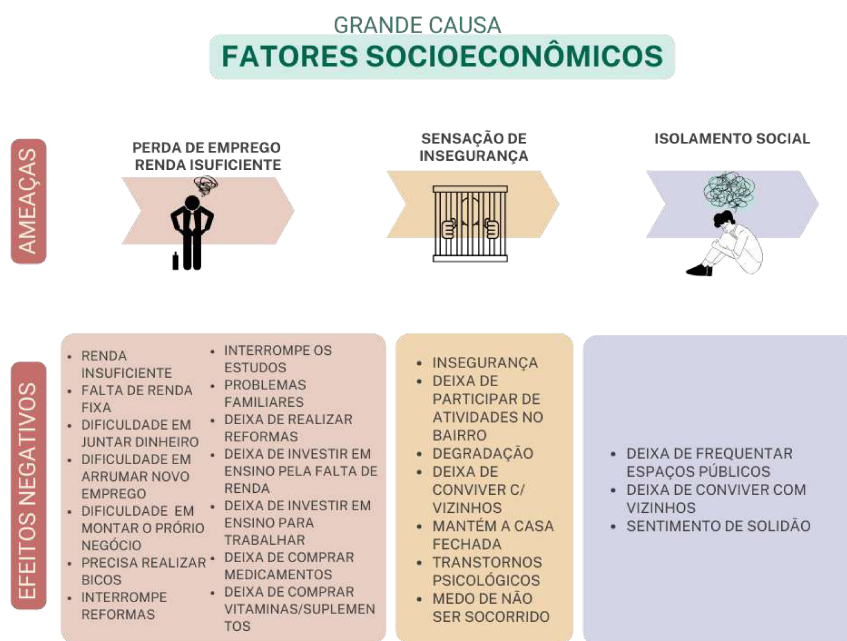 GRANDE CAUSA
FATORES SOCIOECONÔMICOS
AMEAÇAS
PERDA DE EMPREGO
RENDA ISUFICIENTE
SENSAÇÃO DE
INSEGURANÇA
ISOLAMENTO SOCIAL
EFEITOS NEGATIVOS
• RENDA
INSUFICIENTE
• FALTA DE RENDA
FIXA
• DIFICULDADE EM
JUNTAR DINHEIRO
• DIFICULDADE EM
ARRUMAR NOVO
EMPREGO
• DIFICULDADE EM
MONTAR O PRÓRIO
NEGÓCIO
• PRECISA REALIZAR
BICOS
• INTERROMPE
REFORMAS
• INTERROMPE OS
ESTUDOS
• PROBLEMAS
FAMILIARES
• DEIXA DE REALIZAR
REFORMAS
• DEIXA DE INVESTIR EM
ENSINO PELA FALTA DE
RENDA
• DEIXA DE INVESTIR EM
ENSINO PARA
TRABALHAR
• DEIXA DE COMPRAR
MEDICAMENTOS
• DEIXA DE COMPRAR
VITAMINAS/SUPLEMEN
TOS
• INSEGURANÇA
• DEIXA DE
PARTICIPAR DE
ATIVIDADES NO
BAIRRO
• DEGRADAÇÃO
• DEIXA DE
CONVIVER C/
VIZINHOS
• MANTÉM A CASA
FECHADA
• TRANSTORNOS
PSICOLÓGICOS
• MEDO DE NÃO
SER SOCORRIDO
• DEIXA DE FREQUENTAR
ESPAÇOS PÚBLICOS
• DEIXA DE CONVIVER COM
VIZINHOS
• SENTIMENTO DE SOLIDÃO